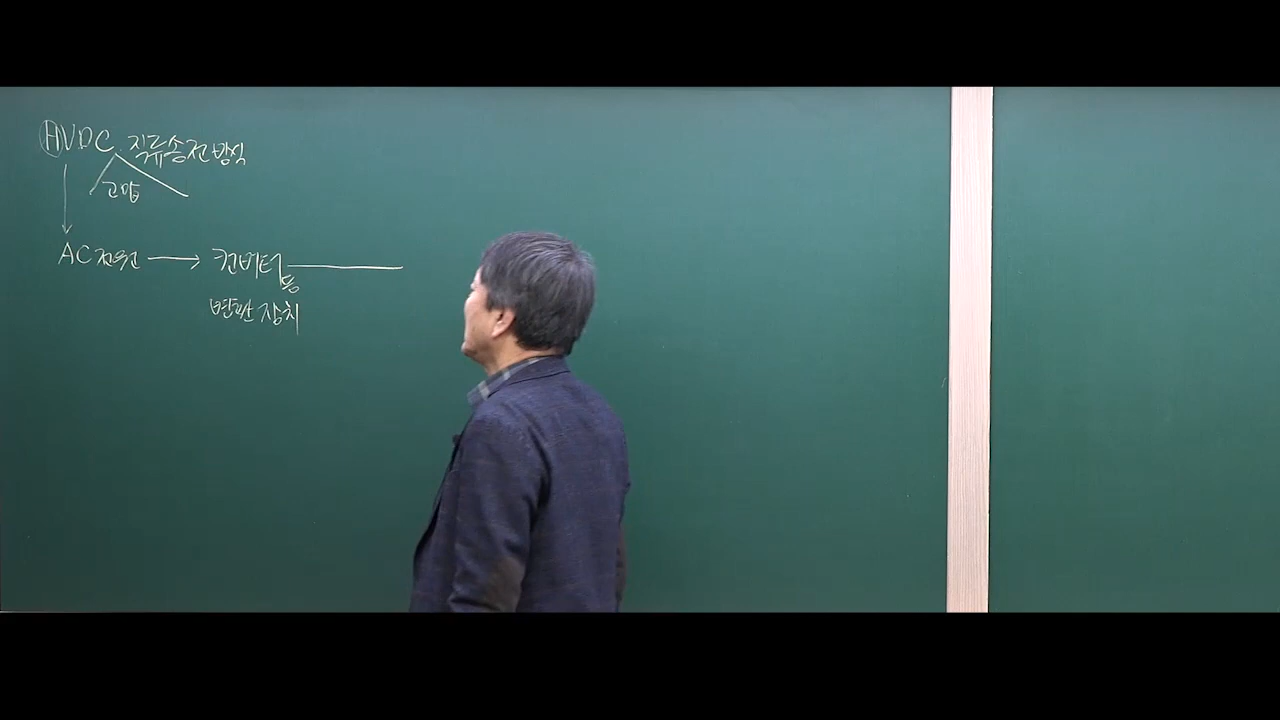 HVDC. 직류송전방식
고압
AC 전원 → 컨버터
등
변환 장치